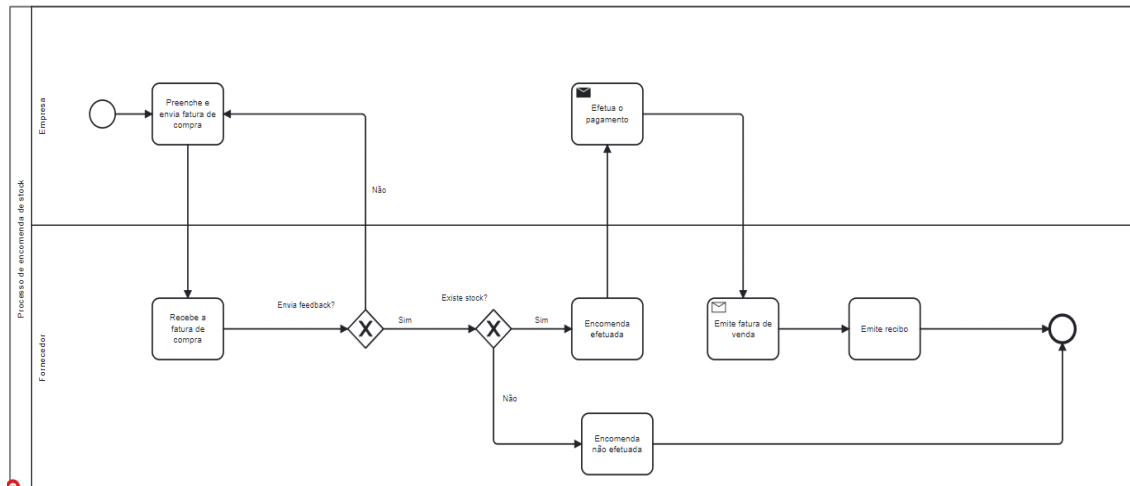 Processo de encomenda de stock
Empresa
Preenche e
envia fatura de
compra
Efetua o
pagamento
Não
Fornecedor
Recebe a
fatura de
compra
Envia feedback?
Sim
Existe stock?
Sim
Encomenda
efetuada
Emite fatura de
venda
Emite recibo
Não
Encomenda
não efetuada